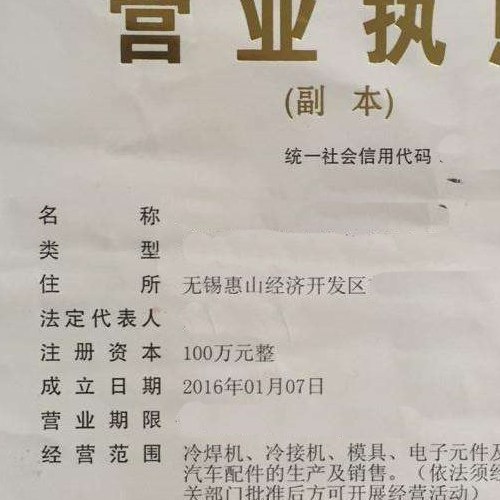 营业执
(副 本)
统一社会信用代码
名 称
类 型
住 所 无锡惠山经济开发区
法定代表人
注册资本 100万元整
成立日期 2016年01月07日
营业期限
经营范围 冷焊机、冷接机、模具、电子元件及
汽车配件的生产及销售。（依法须经
关部门批准后方可开展经营活动）